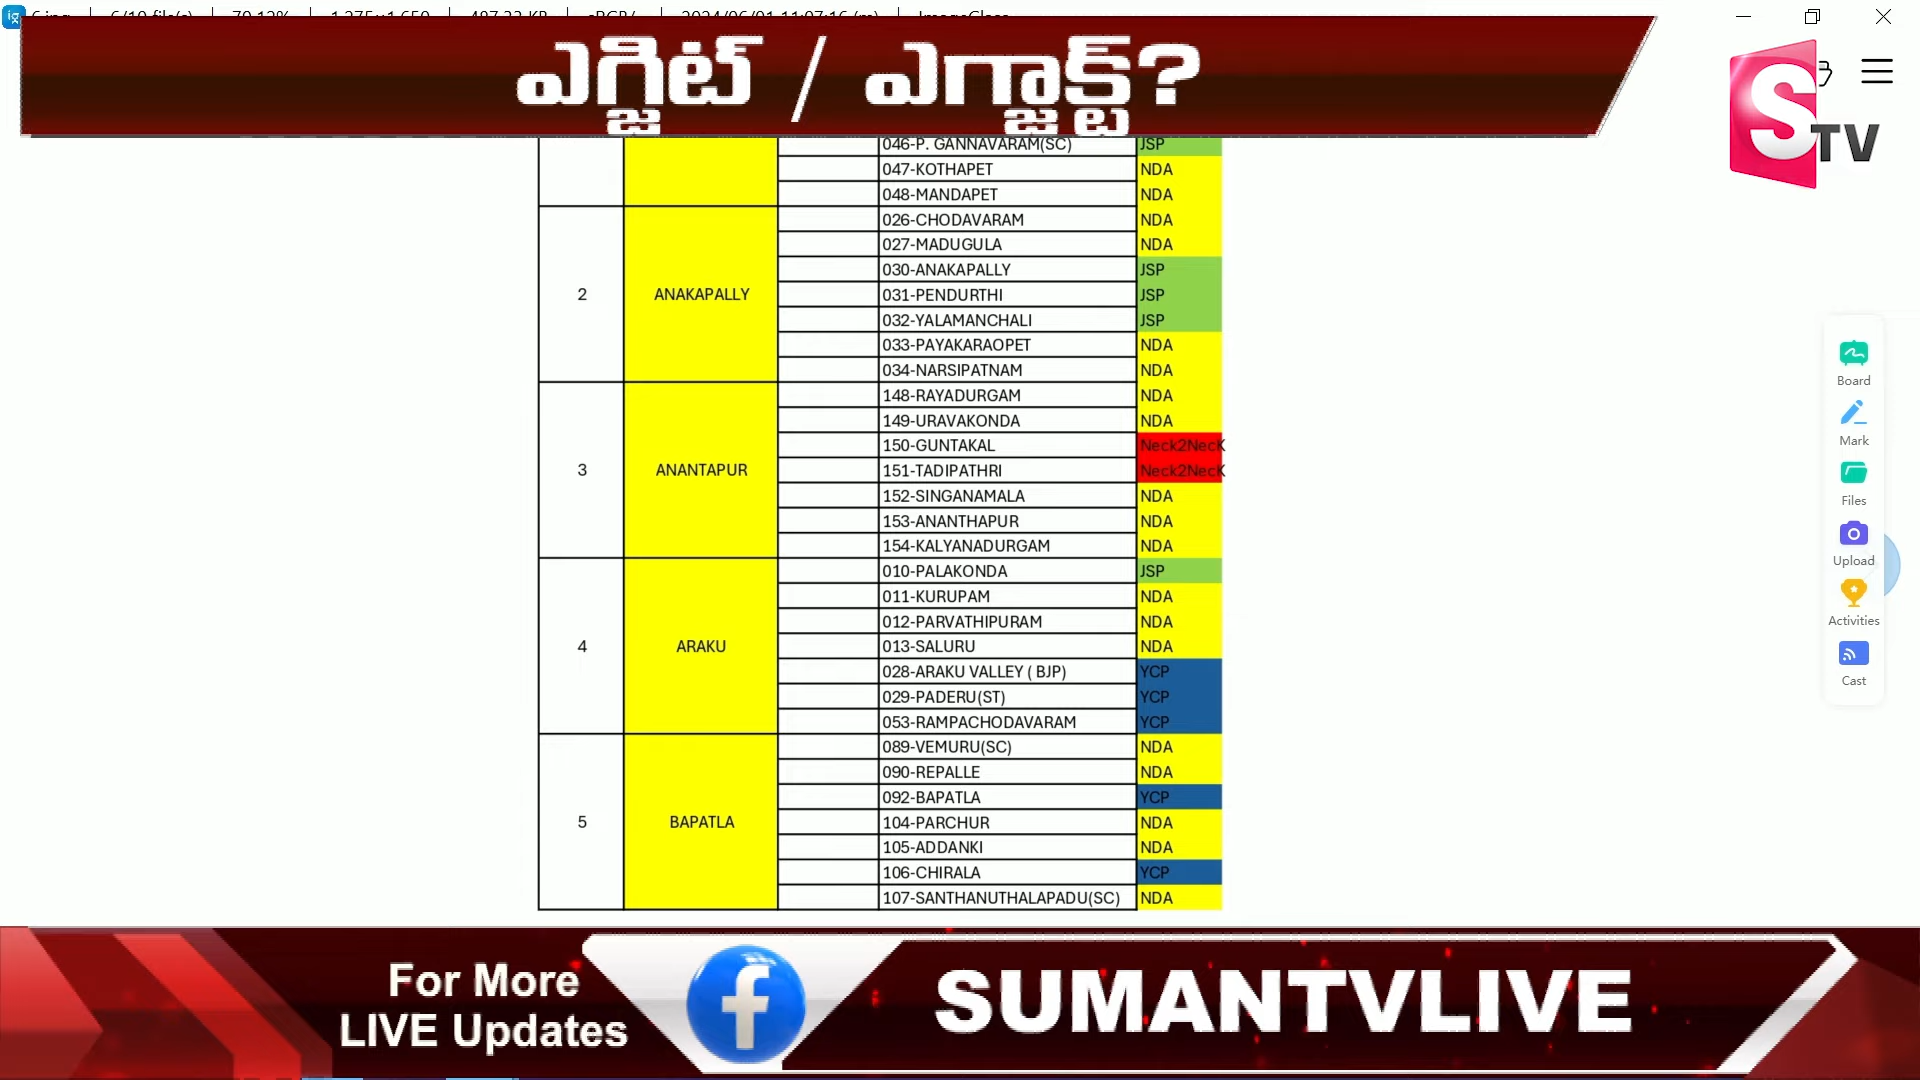 ఎగ్జిట్ / ఎగ్జాక్ట్?
STV
046-P. GANNAVARAM(SC) JSP
047-KOTHAPET NDA
048-MANDAPET NDA
026-CHODAVARAM NDA
027-MADUGULA NDA
030-ANAKAPALLY JSP
2 ANAKAPALLY 031-PENDURTHI JSP
032-YALAMANCHALI JSP
033-PAYAKARAOPET NDA
034-NARSIPATNAM NDA
148-RAYADURGAM NDA
149-URAVAKONDA NDA
150-GUNTAKAL Neck2NecK
3 ANANTAPUR 151-TADIPATHRI Neck2NecK
152-SINGANAMALA NDA
153-ANANTHAPUR NDA
154-KALYANADURGAM NDA
010-PALAKONDA JSP
011-KURUPAM NDA
012-PARVATHIPURAM NDA
4 ARAKU 013-SALURU NDA
028-ARAKU VALLEY ( BJP) YCP
029-PADERU(ST) YCP
053-RAMPACHODAVARAM YCP
089-VEMURU(SC) NDA
090-REPALLE NDA
092-BAPATLA YCP
5 BAPATLA 104-PARCHUR NDA
105-ADDANKI NDA
106-CHIRALA YCP
107-SANTHANUTHALAPADU(SC) NDA
Board
Mark
Files
Upload
Activities
Cast
For More
LIVE Updates
SUMANTVLIVE